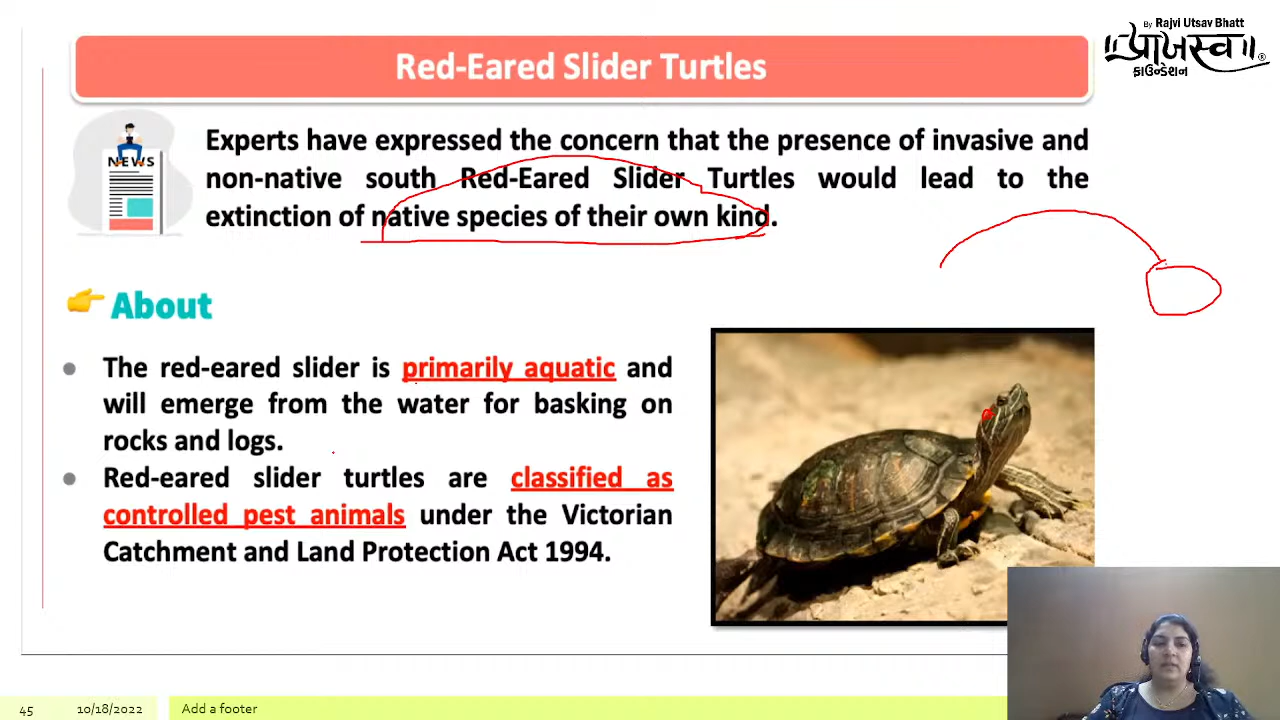 By Rajvi Utsav Bhatt
॥प्राजस्व॥®
ફાઉન્ડેશન
Red-Eared Slider Turtles
NEWS
Experts have expressed the concern that the presence of invasive and
non-native south Red-Eared Slider Turtles would lead to the
extinction of native species of their own kind.
About
The red-eared slider is primarily aquatic and
will emerge from the water for basking on
rocks and logs.
Red-eared slider turtles are classified as
controlled pest animals under the Victorian
Catchment and Land Protection Act 1994.
45 10/18/2022 Add a footer